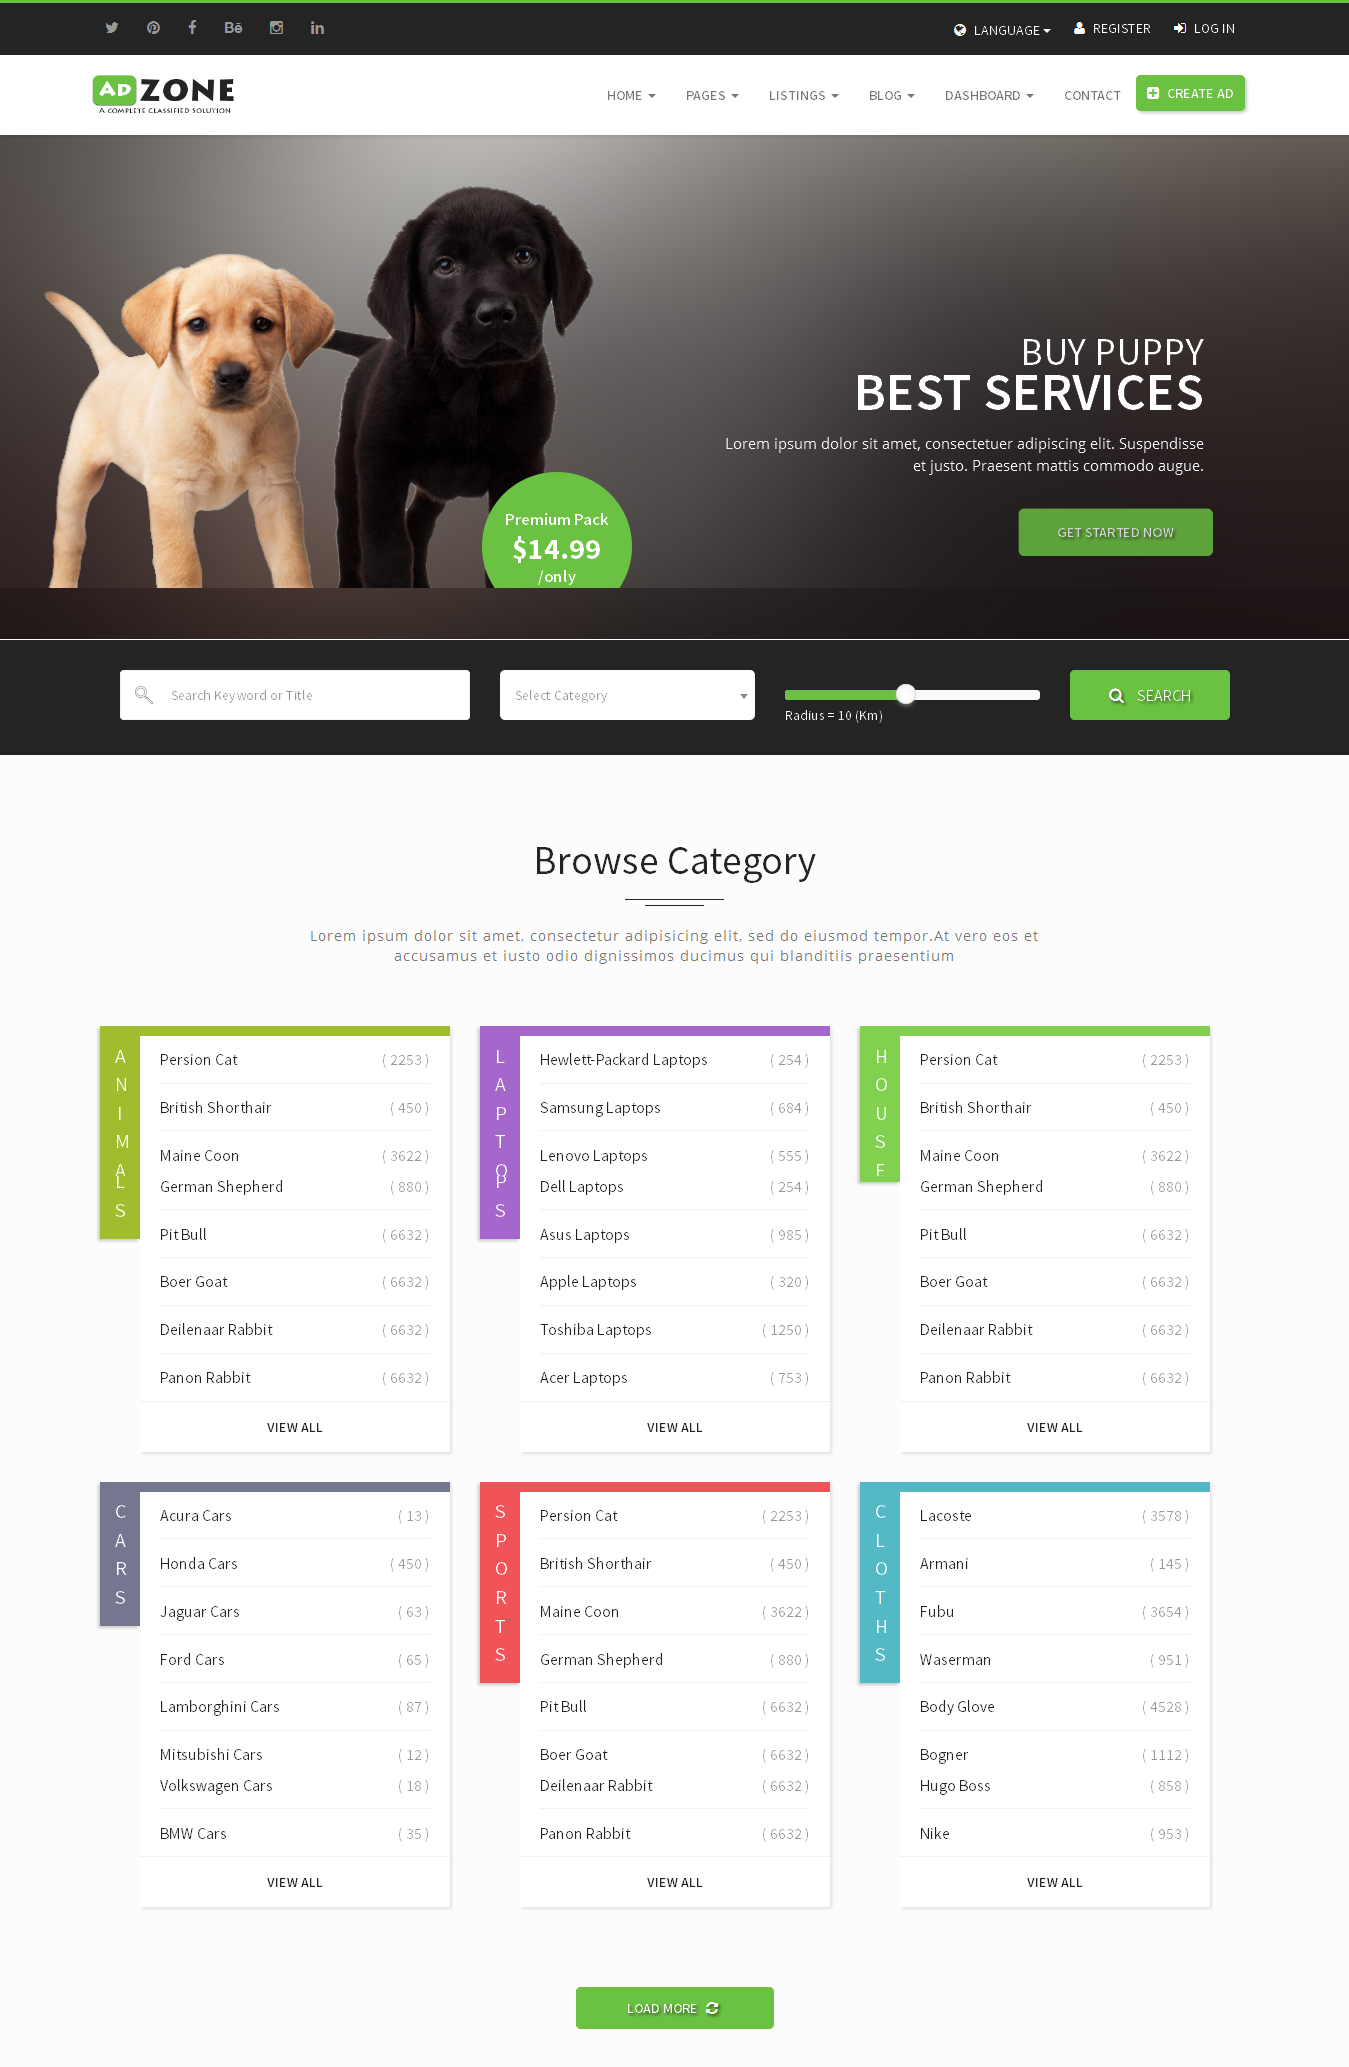 LANGUAGE
REGISTER
LOG IN
AD ZONE
A COMPLETE CLASSIFIED SOLUTION
HOME
PAGES
LISTINGS
BLOG
DASHBOARD
CONTACT
CREATE AD
BUY PUPPY
BEST SERVICES
Lorem ipsum dolor sit amet, consectetuer adipiscing elit. Suspendisse
et justo. Praesent mattis commodo augue.
Premium Pack
$14.99
/only
GET STARTED NOW
Search Keyword or Title
Select Category
Radius = 10 (Km)
SEARCH
Browse Category
Lorem ipsum dolor sit amet, consectetur adipisicing elit, sed do eiusmod tempor.At vero eos et
accusamus et iusto odio dignissimos ducimus qui blanditiis praesentium
ANIMALS
Persion Cat ( 2253 )
British Shorthair ( 450 )
Maine Coon ( 3622 )
German Shepherd ( 880 )
Pit Bull ( 6632 )
Boer Goat ( 6632 )
Deilenaar Rabbit ( 6632 )
Panon Rabbit ( 6632 )
VIEW ALL
LAPTOPS
Hewlett-Packard Laptops ( 254 )
Samsung Laptops ( 684 )
Lenovo Laptops ( 555 )
Dell Laptops ( 254 )
Asus Laptops ( 985 )
Apple Laptops ( 320 )
Toshiba Laptops ( 1250 )
Acer Laptops ( 753 )
VIEW ALL
HOUSE
Persion Cat ( 2253 )
British Shorthair ( 450 )
Maine Coon ( 3622 )
German Shepherd ( 880 )
Pit Bull ( 6632 )
Boer Goat ( 6632 )
Deilenaar Rabbit ( 6632 )
Panon Rabbit ( 6632 )
VIEW ALL
CARS
Acura Cars ( 13 )
Honda Cars ( 450 )
Jaguar Cars ( 63 )
Ford Cars ( 65 )
Lamborghini Cars ( 87 )
Mitsubishi Cars ( 12 )
Volkswagen Cars ( 18 )
BMW Cars ( 35 )
VIEW ALL
SPORTS
Persion Cat ( 2253 )
British Shorthair ( 450 )
Maine Coon ( 3622 )
German Shepherd ( 880 )
Pit Bull ( 6632 )
Boer Goat ( 6632 )
Deilenaar Rabbit ( 6632 )
Panon Rabbit ( 6632 )
VIEW ALL
CLOTHS
Lacoste ( 3578 )
Armani ( 145 )
Fubu ( 3654 )
Waserman ( 951 )
Body Glove ( 4528 )
Bogner ( 1112 )
Hugo Boss ( 858 )
Nike ( 953 )
VIEW ALL
LOAD MORE